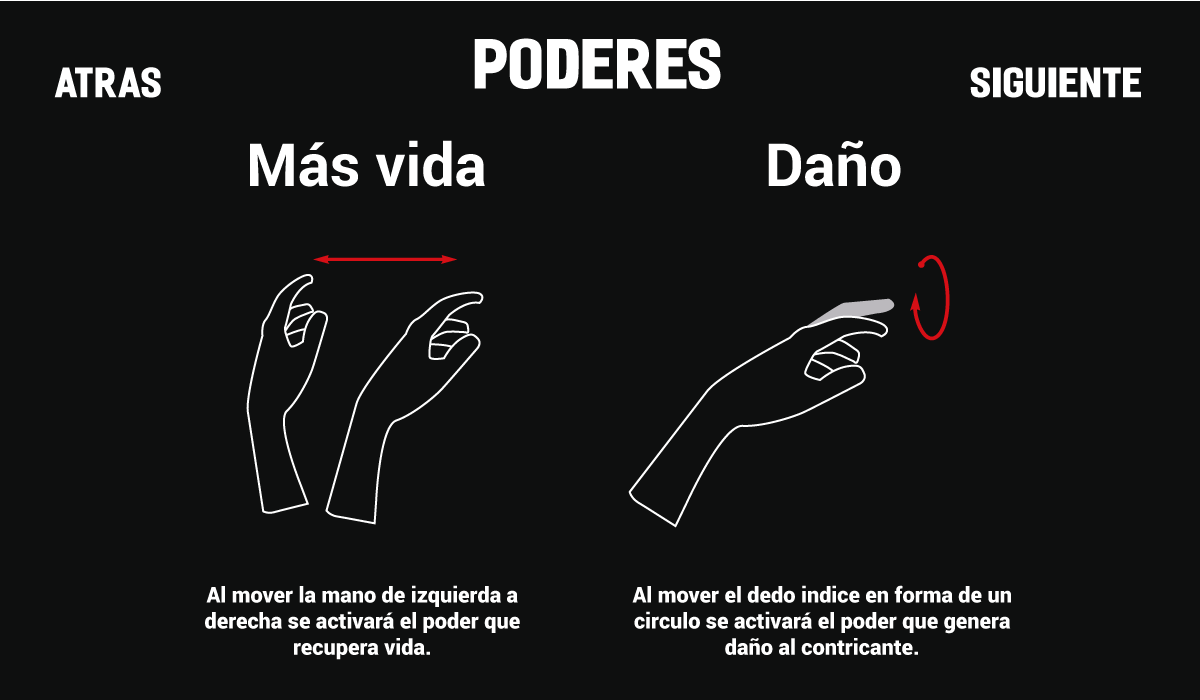 PODERES
ATRAS
SIGUIENTE
Más vida
Daño
Al mover la mano de izquierda a
derecha se activará el poder que
recupera vida.
Al mover el dedo indice en forma de un
circulo se activará el poder que genera
daño al contricante.